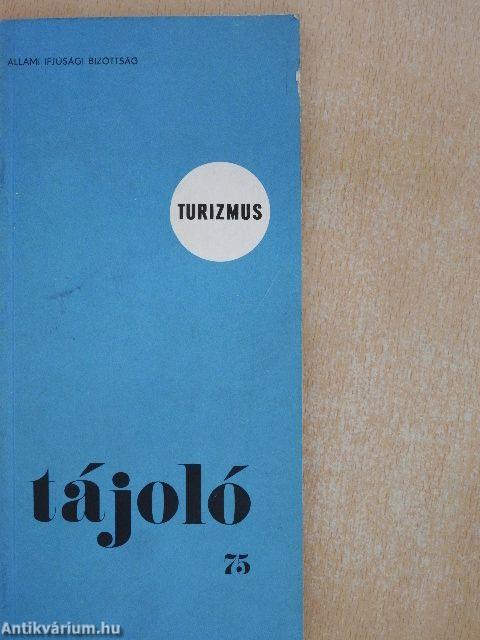 ÁLLAMI IFJÚSÁGI BIZOTTSÁG
TURIZMUS
tájoló
75
Antikvárium.hu